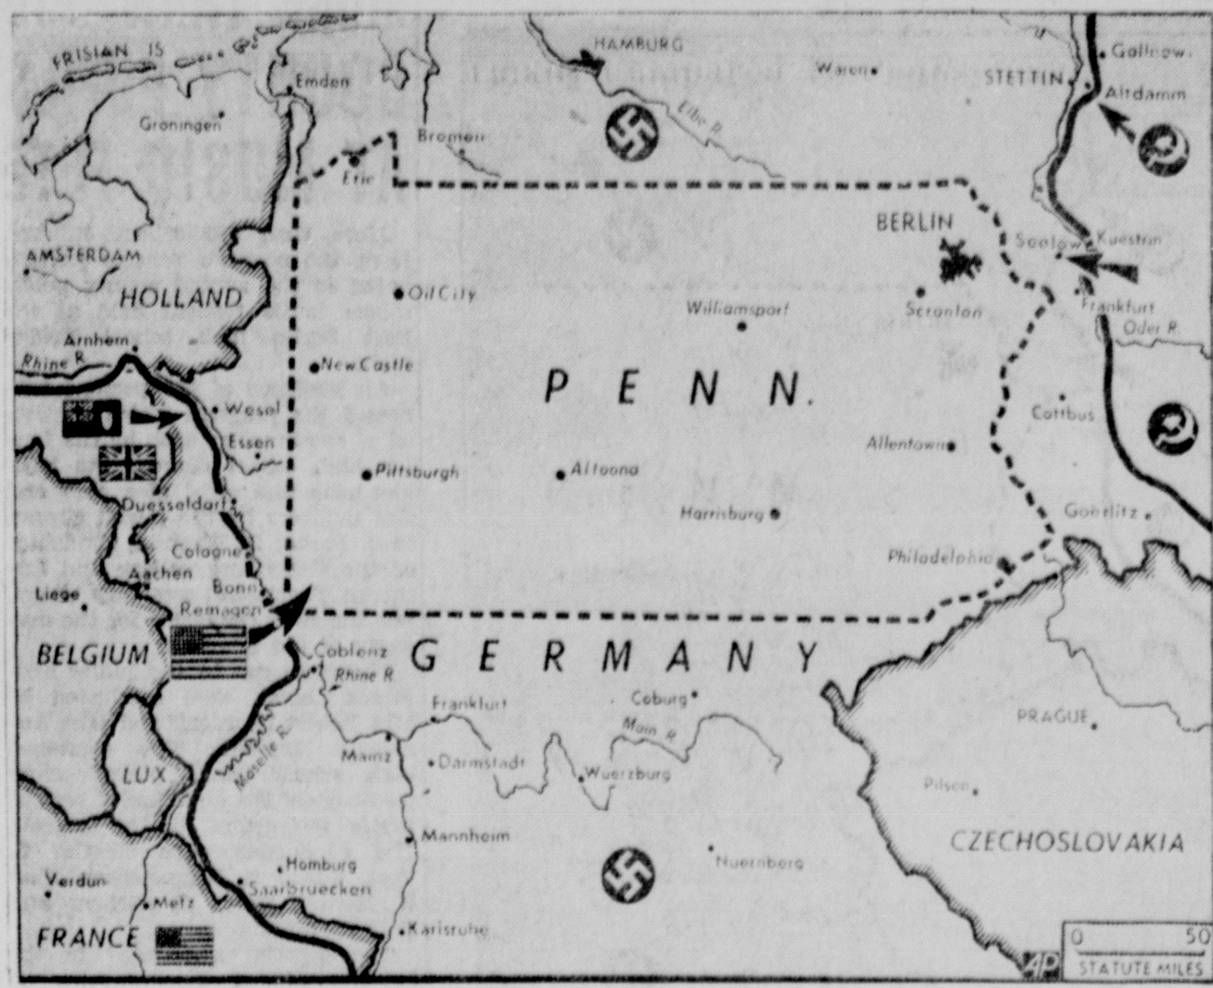 FRISIAN IS
HAMBURG
Waren
Gollnow
STETTIN
Altdamm
Emden
Groningen
Elbe R.
Bremen
Erie
BERLIN
Seelow
Kuestrin
AMSTERDAM
HOLLAND
Oil City
Williamsport
Scranton
Frankfurt
Oder R.
Arnhem
Rhine R.
New Castle
PENN.
Wesel
Cottbus
Essen
Allentown
Pittsburgh
Altoona
Duesseldorf
Harrisburg
Goerlitz
Cologne
Philadelphia
Aachen
Bonn
Liege
Remagen
BELGIUM
Coblenz
GERMANY
Rhine R.
Frankfurt
Coburg
Main R.
PRAGUE
Mainz
Moselle R.
Darmstadt
LUX
Wuerzburg
Pilsen
Mannheim
CZECHOSLOVAKIA
Homburg
Nuernberg
Verdun
Saarbruecken
Metz
FRANCE
Karlsruhe
AP
0 50
STATUTE MILES